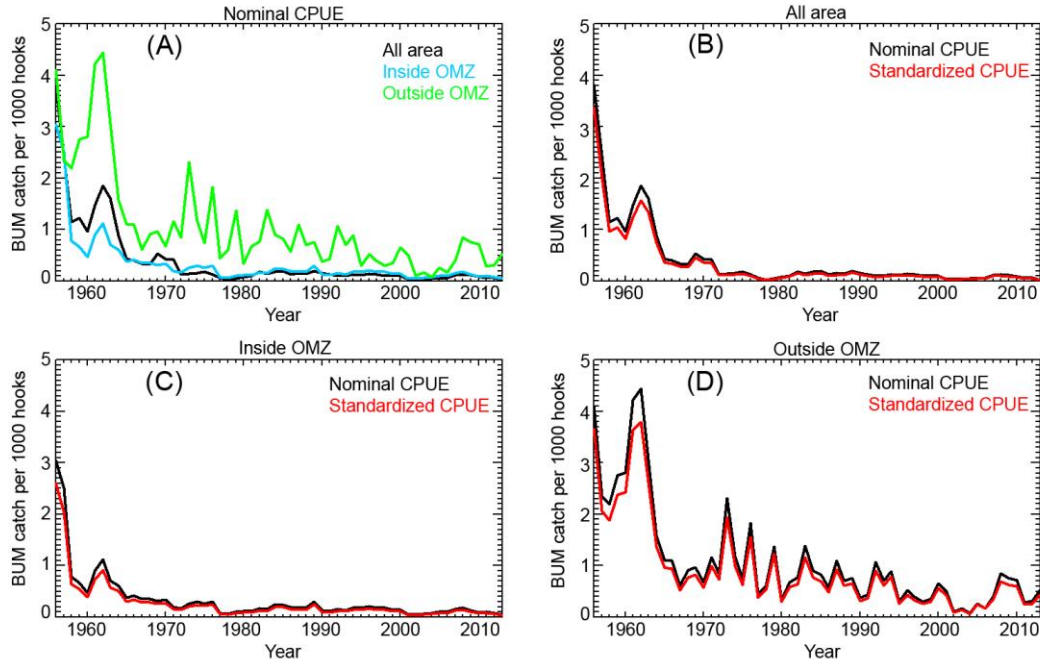 Nominal CPUE
(A)
All area
Inside OMZ
Outside OMZ
BUM catch per 1000 hooks
5
4
3
2
1
0
1960 1970 1980 1990 2000 2010
Year
All area
(B)
Nominal CPUE
Standardized CPUE
BUM catch per 1000 hooks
5
4
3
2
1
0
1960 1970 1980 1990 2000 2010
Year
Inside OMZ
(C)
Nominal CPUE
Standardized CPUE
BUM catch per 1000 hooks
5
4
3
2
1
0
1960 1970 1980 1990 2000 2010
Year
Outside OMZ
(D)
Nominal CPUE
Standardized CPUE
BUM catch per 1000 hooks
5
4
3
2
1
0
1960 1970 1980 1990 2000 2010
Year